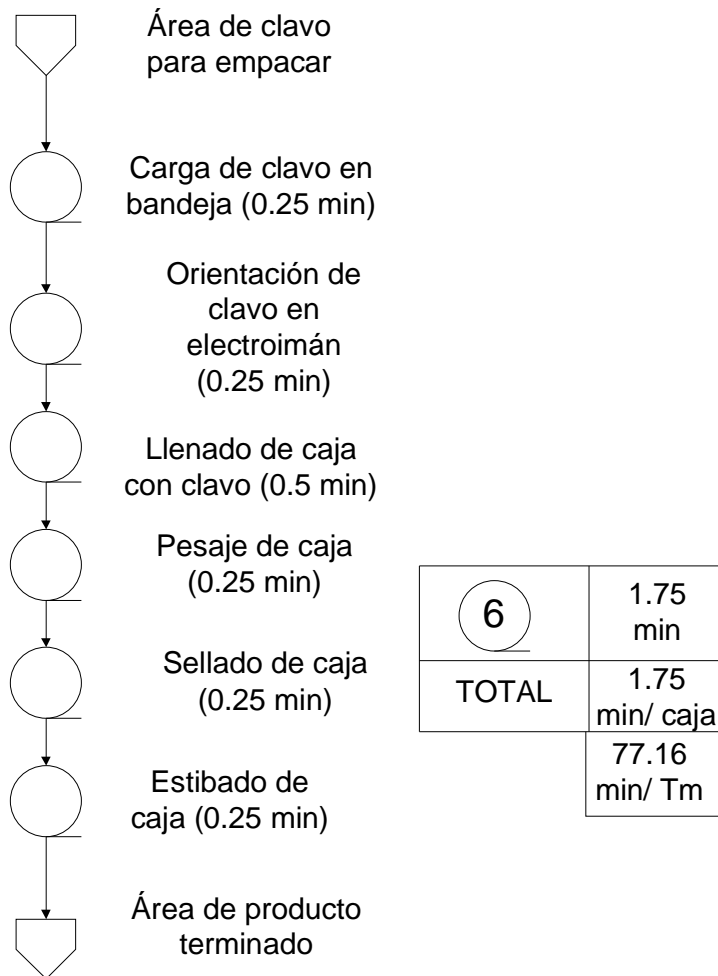 Área de clavo
para empacar
Carga de clavo en
bandeja (0.25 min)
Orientación de
clavo en
electroimán
(0.25 min)
Llenado de caja
con clavo (0.5 min)
Pesaje de caja
(0.25 min)
Sellado de caja
(0.25 min)
Estibado de
caja (0.25 min)
Área de producto
terminado
6
1.75
min
TOTAL
1.75
min/ caja
77.16
min/ Tm